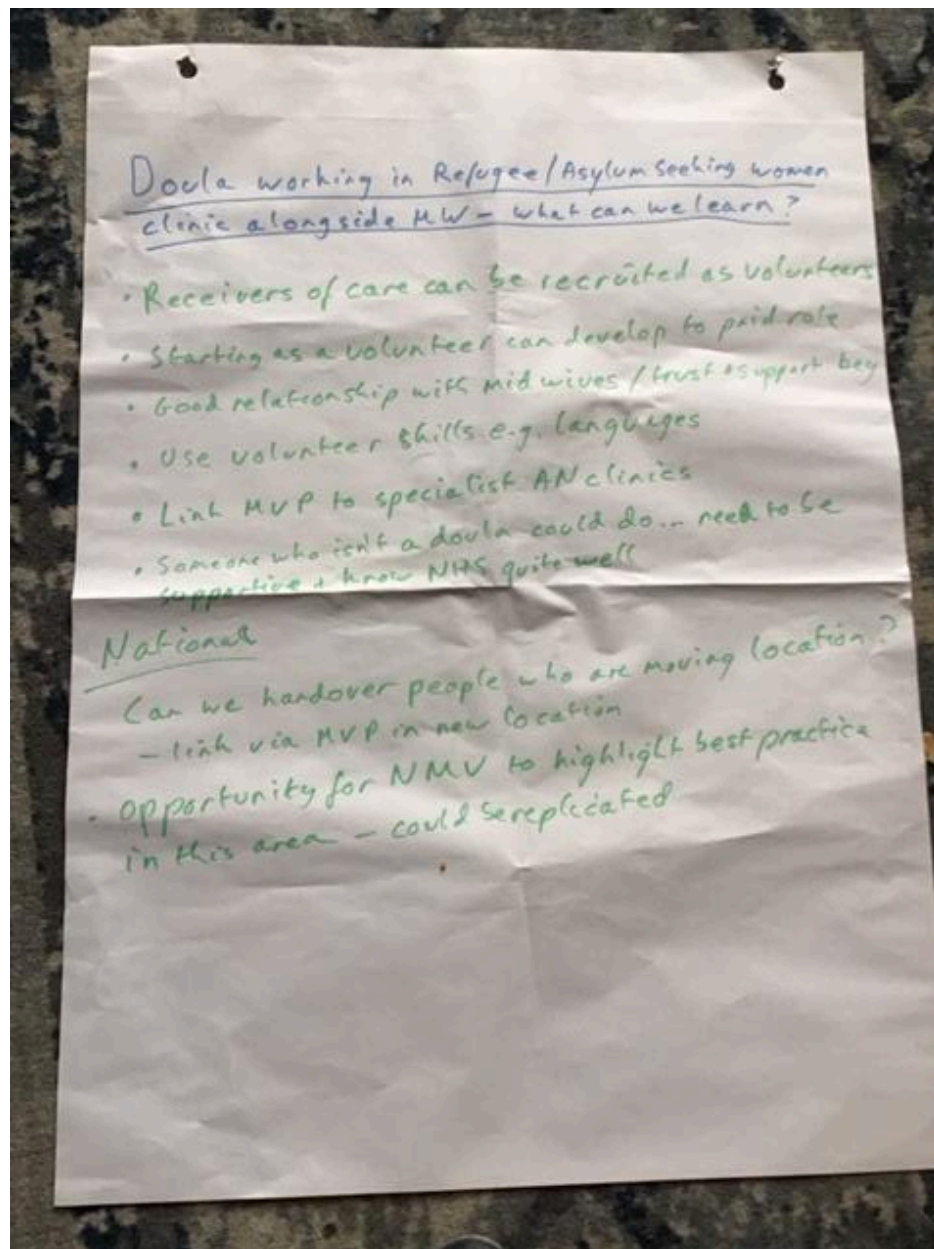 Doula working in Refugee/Asylum Seeking women
clinic alongside MW - what can we learn?
• Receivers of care can be recruited as volunteers
• Starting as a volunteer can develop to paid role
• Good relationship with midwives / trust + support key
• Use volunteer skills e.g. languages
• Link MVP to specialist AN clinics
• Someone who isn't a doula could do... need to be
supportive + know NHS quite well
National
Can we handover people who are moving location?
- link via MVP in new location
• opportunity for NMV to highlight best practice
in this area - could be replicated